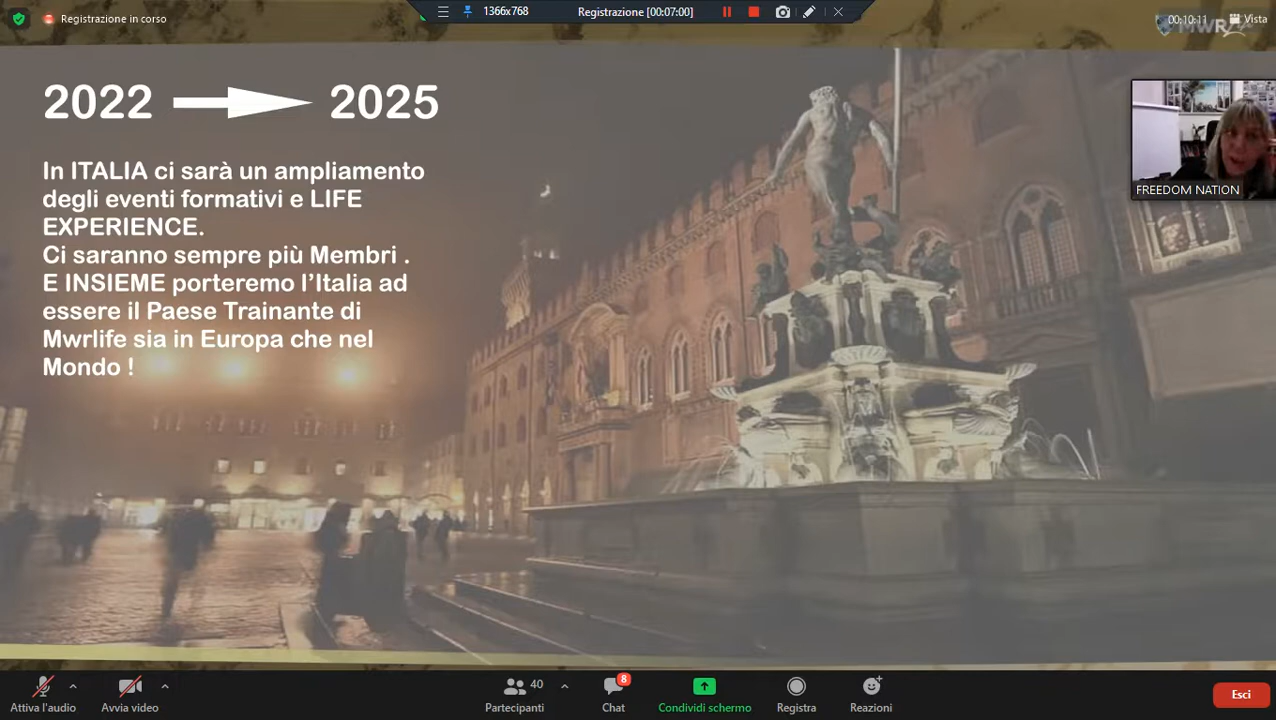 Registrazione in corso
1366x768
Registrazione [00:07:00]
00:10:11
Vista
MWR
2022
2025
In ITALIA ci sarà un ampliamento
degli eventi formativi e LIFE
EXPERIENCE.
Ci saranno sempre più Membri .
E INSIEME porteremo l'Italia ad
essere il Paese Trainante di
Mwrlife sia in Europa che nel
Mondo !
FREEDOM NATION
Attiva l'audio
Avvia video
40
Partecipanti
8
Chat
Condividi schermo
Registra
Reazioni
Esci